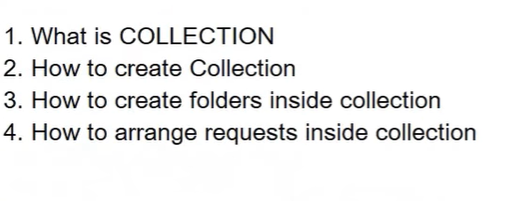 1. What is COLLECTION
2. How to create Collection
3. How to create folders inside collection
4. How to arrange requests inside collection